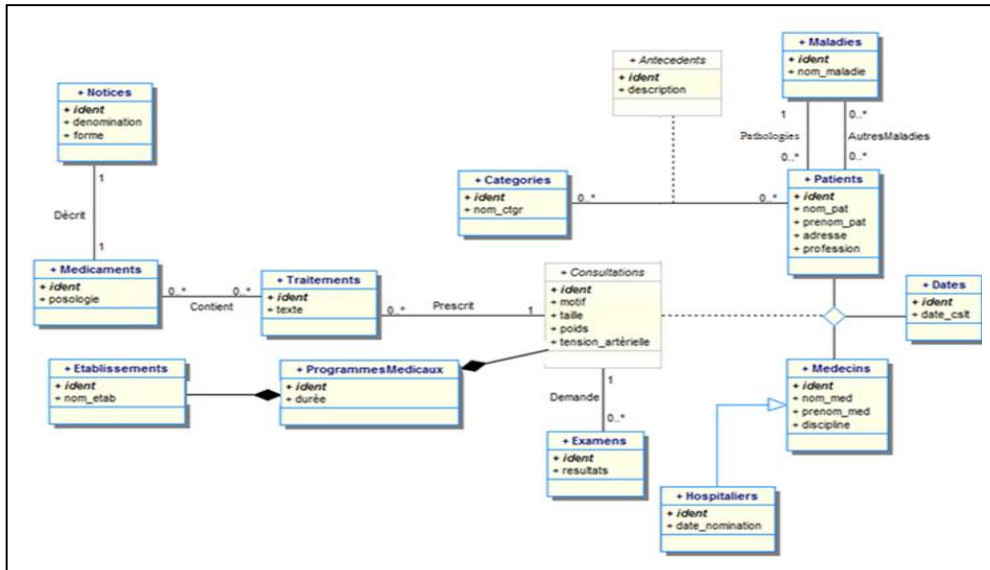 + Maladies
+ ident
+ nom_maladie
+ Antecedents
+ ident
+ description
+ Notices
+ ident
+ denomination
+ forme
1
0..*
Pathologies
AutresMaladies
0..*
0..*
+ Categories
+ ident
+ nom_ctgr
0..*
0..*
+ Patients
+ ident
+ nom_pat
+ prenom_pat
+ adresse
+ profession
1
Décrit
1
+ Medicaments
+ ident
+ posologie
0..*
0..*
Contient
+ Traitements
+ ident
+ texte
Prescrit
0..*
1
+ Consultations
+ ident
+ motif
+ taille
+ poids
+ tension_artérielle
+ Dates
+ ident
+ date_cslt
+ Etablissements
+ ident
+ nom_etab
+ ProgrammesMedicaux
+ ident
+ durée
1
Demande
0..*
+ Medecins
+ ident
+ nom_med
+ prenom_med
+ discipline
+ Examens
+ ident
+ resultats
+ Hospitaliers
+ ident
+ date_nomination